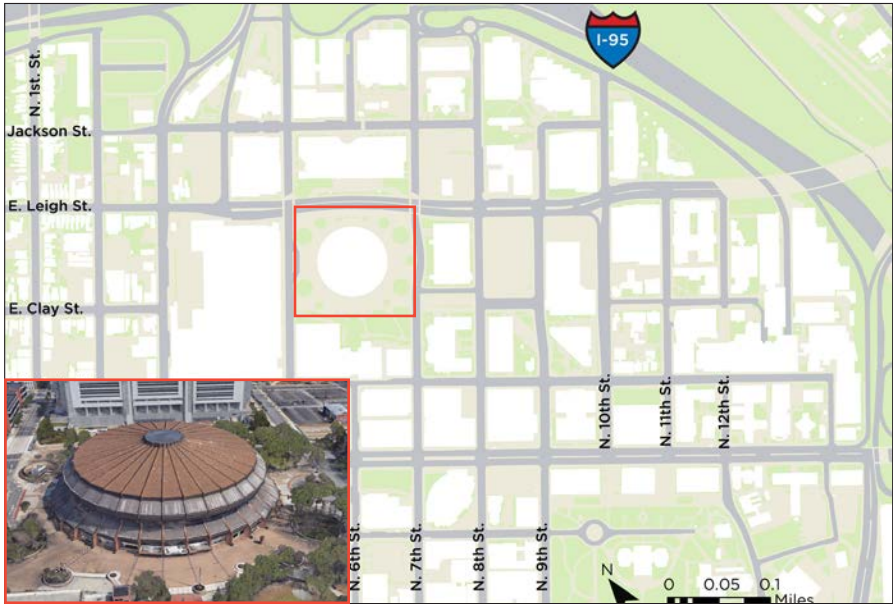 I-95
N. 1st. St.
Jackson St.
E. Leigh St.
E. Clay St.
N. 10th St.
N. 11th St.
N. 12th St.
N. 6th St.
N. 7th St.
N. 8th St.
N. 9th St.
N
0 0.05 0.1
Miles